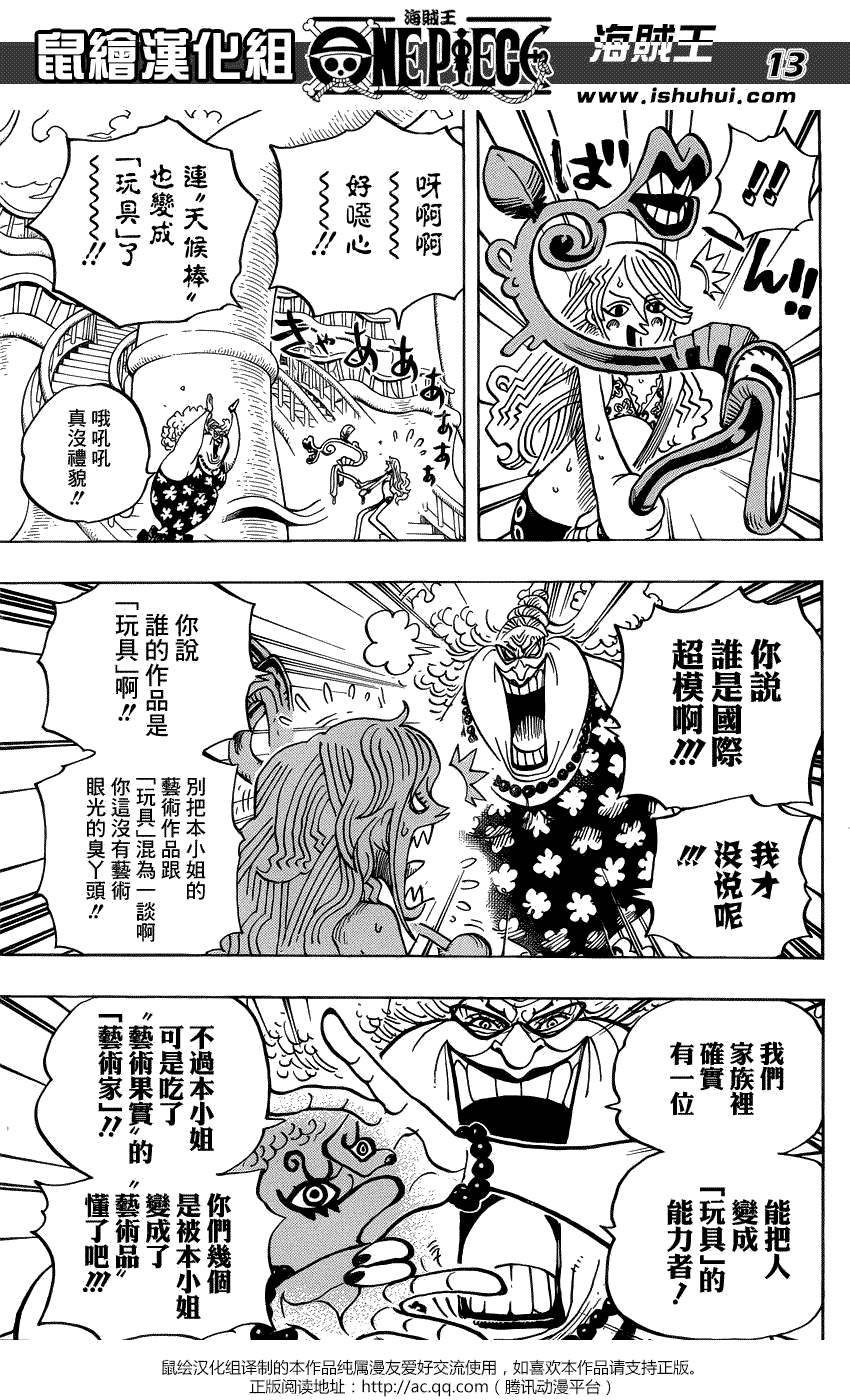 鼠繪漢化組
海賊王
ONE PIECE
海賊王
13
www.ishuhui.com
!!
ばーん!!
呀啊啊
好噁心
~~~!!
連“天候棒”
也變成
「玩具」了
~~~!!
ぎゃあぁぁぁぁ
哦吼吼
真沒禮貌!!
你説
誰是國際
超模啊!!!
我才
没说呢
!!!
你説
誰的作品是
「玩具」啊!!
別把本小姐的
藝術作品跟
「玩具」混為一談啊
你這沒有藝術
眼光的臭丫頭!!
我們
家族裡
確實
有一位
能把人
變成
「玩具」的
能力者!
不過本小姐
可是吃了
“藝術果實”的
「藝術家」!!
你們幾個
是被本小姐
變成了
“藝術品”
懂了吧!!!
鼠绘汉化组译制的本作品纯属漫友爱好交流使用，如喜欢本作品请支持正版。
正版阅读地址：http://ac.qq.com（腾讯动漫平台）